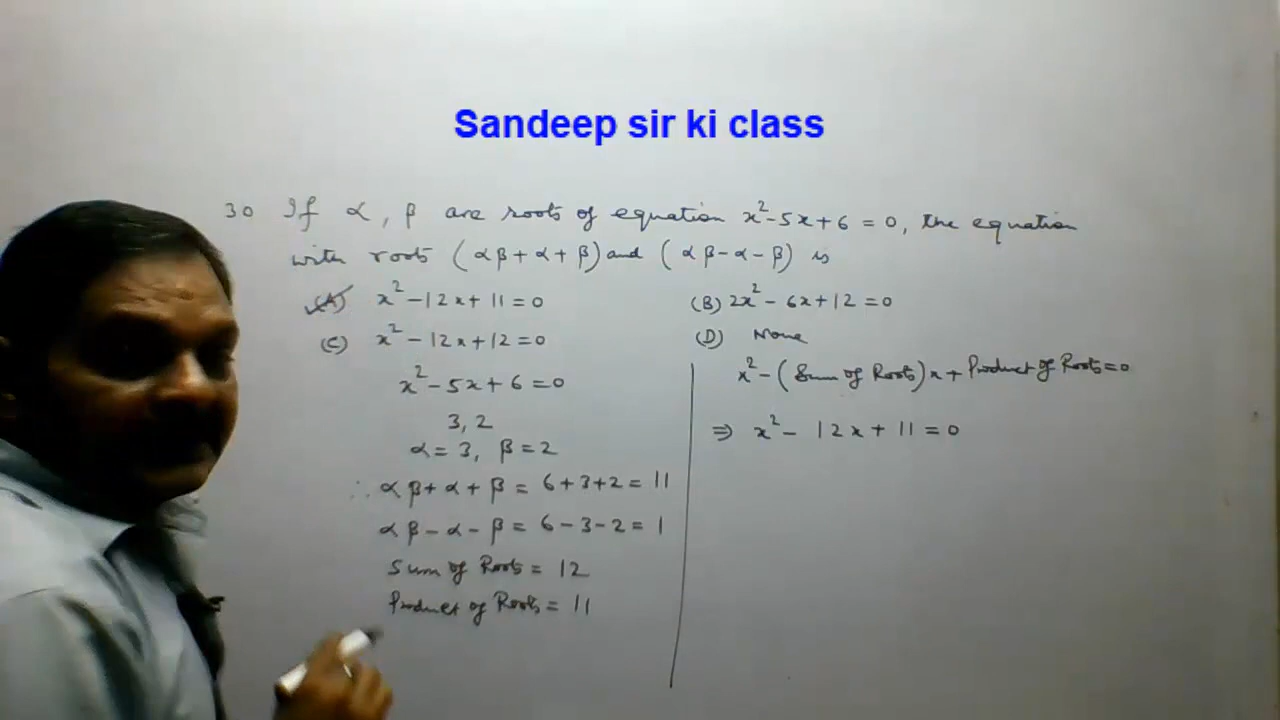 Sandeep sir ki class
30 If α, β are roots of equation x²-5x+6=0, the equation
with roots (αβ+α+β) and (αβ-α-β) is
(A) x²-12x+11=0 (B) 2x²-6x+12=0
(C) x²-12x+12=0 (D) None
x²-5x+6=0
3, 2
α=3, β=2
∴ αβ+α+β = 6+3+2=11
αβ-α-β = 6-3-2=1
Sum of Roots = 12
Product of Roots = 11
x²-(Sum of Roots)x+Product of Roots=0
⇒ x²-12x+11=0